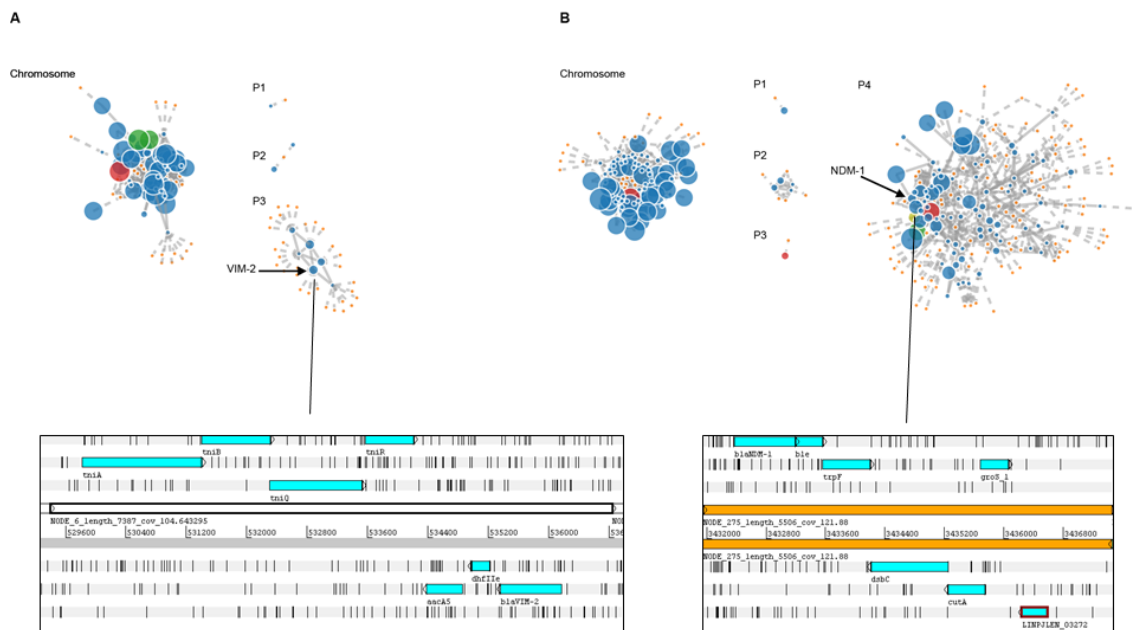 A
B
Chromosome
P1
P2
P3
VIM-2
Chromosome
P1
P4
P2
NDM-1
P3
tniB
tniR
tniA
tniQ
NODE_6_length_7387_cov_104.643295
NO
529600
530400
531200
532000
532800
533600
534400
535200
536000
536
dhfIIe
aacA5
blaVIM-2
blaNDM-1
ble
trpF
groS_1
NODE_275_length_5506_cov_121.88
3432000
3432800
3433600
3434400
3435200
3436000
3436800
NODE_275_length_5506_cov_121.88
dsbC
cutA
LINPJLEN_03272